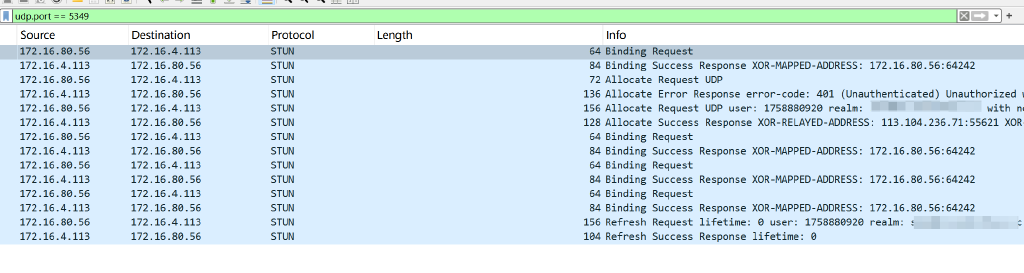 udp.port == 5349
Source Destination Protocol Length Info
172.16.80.56 172.16.4.113 STUN 64 Binding Request
172.16.4.113 172.16.80.56 STUN 84 Binding Success Response XOR-MAPPED-ADDRESS: 172.16.80.56:64242
172.16.80.56 172.16.4.113 STUN 72 Allocate Request UDP
172.16.4.113 172.16.80.56 STUN 136 Allocate Error Response error-code: 401 (Unauthenticated) Unauthorized
172.16.80.56 172.16.4.113 STUN 156 Allocate Request UDP user: 1758880920 realm: with
172.16.4.113 172.16.80.56 STUN 128 Allocate Success Response XOR-RELAYED-ADDRESS: 113.104.236.71:55621 XOR
172.16.80.56 172.16.4.113 STUN 64 Binding Request
172.16.4.113 172.16.80.56 STUN 84 Binding Success Response XOR-MAPPED-ADDRESS: 172.16.80.56:64242
172.16.80.56 172.16.4.113 STUN 64 Binding Request
172.16.4.113 172.16.80.56 STUN 84 Binding Success Response XOR-MAPPED-ADDRESS: 172.16.80.56:64242
172.16.80.56 172.16.4.113 STUN 64 Binding Request
172.16.4.113 172.16.80.56 STUN 84 Binding Success Response XOR-MAPPED-ADDRESS: 172.16.80.56:64242
172.16.80.56 172.16.4.113 STUN 156 Refresh Request lifetime: 0 user: 1758880920 realm:
172.16.4.113 172.16.80.56 STUN 104 Refresh Success Response lifetime: 0